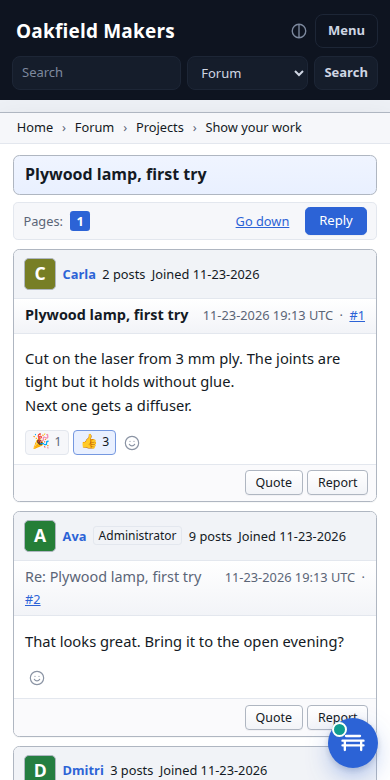 Oakfield Makers
Menu
Search
Forum
Search
Home › Forum › Projects › Show your work
Plywood lamp, first try
Pages: 1
Go down
Reply
C
Carla 2 posts Joined 11-23-2026
Plywood lamp, first try 11-23-2026 19:13 UTC · #1
Cut on the laser from 3 mm ply. The joints are
tight but it holds without glue.
Next one gets a diffuser.
🎉 1 👍 3
Quote
Report
A
Ava Administrator 9 posts Joined 11-23-2026
Re: Plywood lamp, first try 11-23-2026 19:13 UTC ·
#2
That looks great. Bring it to the open evening?
Quote
Report
D
Dmitri 3 posts Joined 11-23-2026